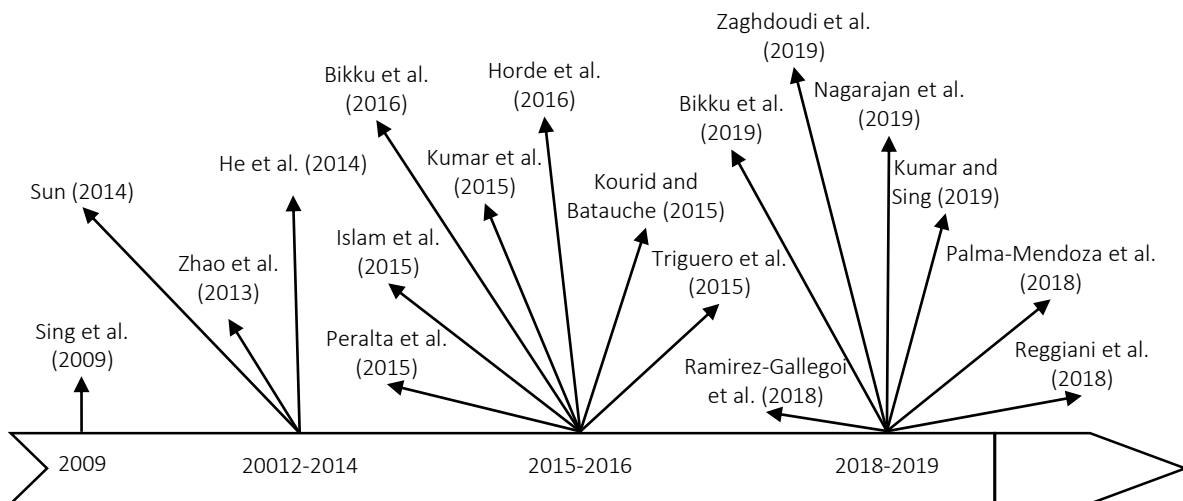 Sun (2014)
Sing et al.
(2009)
Zhao et al.
(2013)
He et al. (2014)
Bikku et al.
(2016)
Islam et al.
(2015)
Peralta et al.
(2015)
Kumar et al.
(2015)
Horde et al.
(2016)
Kourid and
Batauche (2015)
Triguero et al.
(2015)
Bikku et al.
(2019)
Ramirez-Gallegoi
et al. (2018)
Zaghdoudi et al.
(2019)
Nagarajan et al.
(2019)
Kumar and
Sing (2019)
Palma-Mendoza et al.
(2018)
Reggiani et al.
(2018)
2009
20012-2014
2015-2016
2018-2019